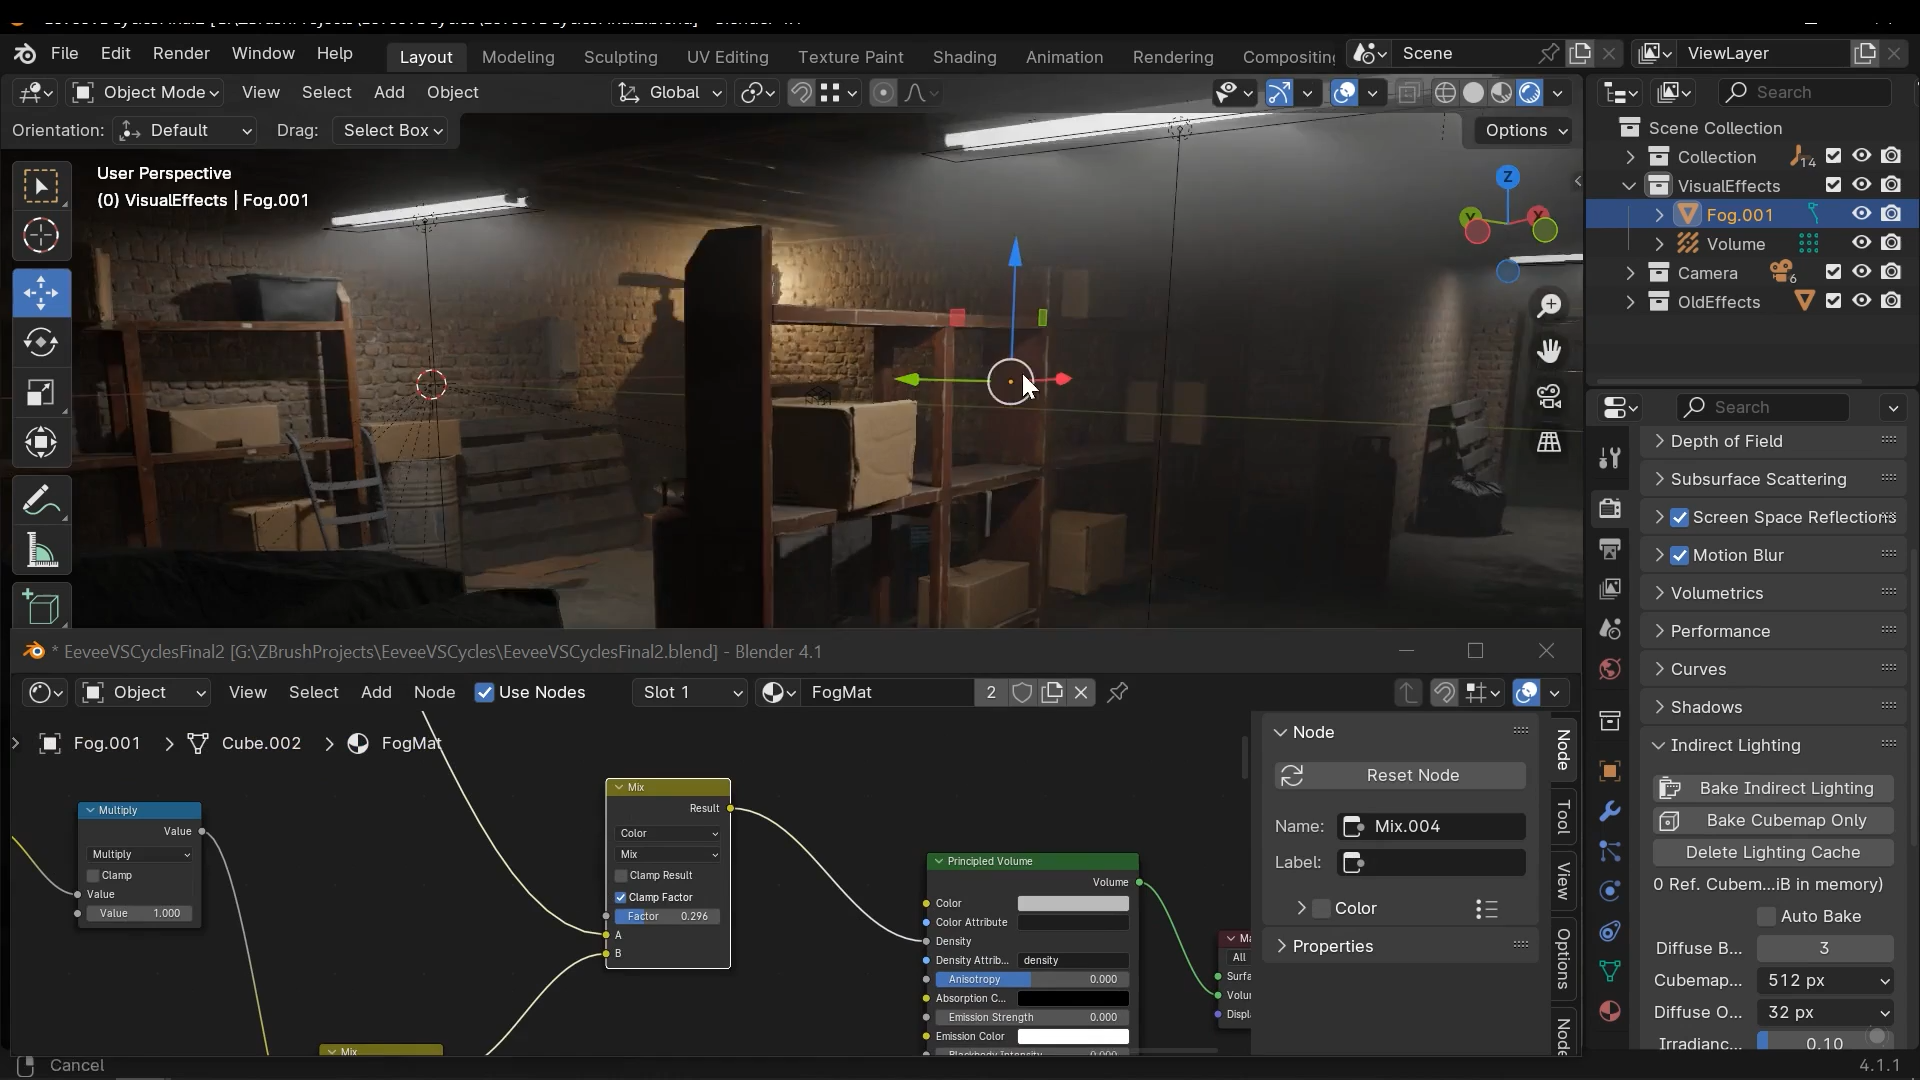 File Edit Render Window Help Layout Modeling Sculpting UV Editing Texture Paint Shading Animation Rendering Scene ViewLayer
Object Mode View Select Add Object Global Search
Orientation: Default Drag: Select Box Options
User Perspective
(0) VisualEffects | Fog.001
Z
Y
X
Scene Collection
Collection 14
VisualEffects
Fog.001
Volume
Camera 6
OldEffects
Search
Depth of Field
Subsurface Scattering
Screen Space Reflections
Motion Blur
Volumetrics
Performance
Curves
Shadows
Indirect Lighting
Bake Indirect Lighting
Bake Cubemap Only
Delete Lighting Cache
0 Ref. Cubem...iB in memory)
Auto Bake
Diffuse B... 3
Cubemap... 512 px
Diffuse O... 32 px
Irradianc... 0.10
* EeveeVSCyclesFinal2 [G:\ZBrushProjects\EeveeVSCycles\EeveeVSCyclesFinal2.blend] - Blender 4.1
Object View Select Add Node Use Nodes Slot 1 FogMat 2
Fog.001 > Cube.002 > FogMat
Multiply
Value
Multiply
Clamp
Value
Value 1.000
Mix
Result
Color
Mix
Clamp Result
Clamp Factor
Factor 0.296
A
B
Mix
Principled Volume
Volume
Color
Color Attribute
Density
Density Attrib... density
Anisotropy 0.000
Absorption C...
Emission Strength 0.000
Emission Color
All
Node
Reset Node
Name: Mix.004
Label:
Color
Properties
Node
Tool
View
Options
Node
Cancel
4.1.1